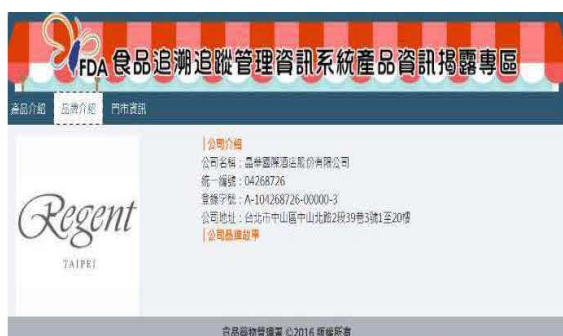 FDA 食品追溯追蹤管理資訊系統產品資訊揭露專區
產品介紹 品牌介紹 門市資訊
公司介紹
公司名稱：晶華國際酒店股份有限公司
統一編號：04268726
登錄字號：A-104268726-00000-3
公司地址：台北市中山區中山北路2段39巷3號1至20樓
公司品牌故事
Regent
TAIPEI
食品藥物管理署 ©2016 版權所有